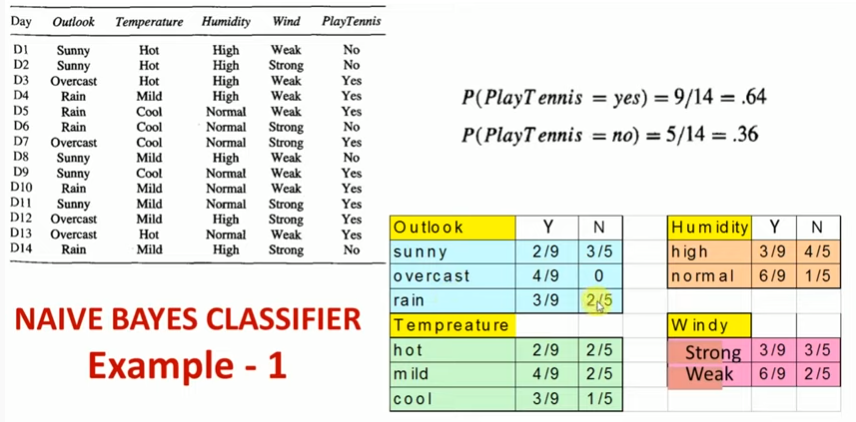 Day Outlook Temperature Humidity Wind PlayTennis
D1 Sunny Hot High Weak No
D2 Sunny Hot High Strong No
D3 Overcast Hot High Weak Yes
D4 Rain Mild High Weak Yes
D5 Rain Cool Normal Weak Yes
D6 Rain Cool Normal Strong No
D7 Overcast Cool Normal Strong Yes
D8 Sunny Mild High Weak No
D9 Sunny Cool Normal Weak Yes
D10 Rain Mild Normal Weak Yes
D11 Sunny Mild Normal Strong Yes
D12 Overcast Mild High Strong Yes
D13 Overcast Hot Normal Weak Yes
D14 Rain Mild High Strong No
P(PlayTennis = yes) = 9/14 = .64
P(PlayTennis = no) = 5/14 = .36
NAIVE BAYES CLASSIFIER
Example - 1
Outlook Y N
sunny 2/9 3/5
overcast 4/9 0
rain 3/9 2/5
Tempreature
hot 2/9 2/5
mild 4/9 2/5
cool 3/9 1/5
Humidity Y N
high 3/9 4/5
normal 6/9 1/5
Windy
Strong 3/9 3/5
Weak 6/9 2/5